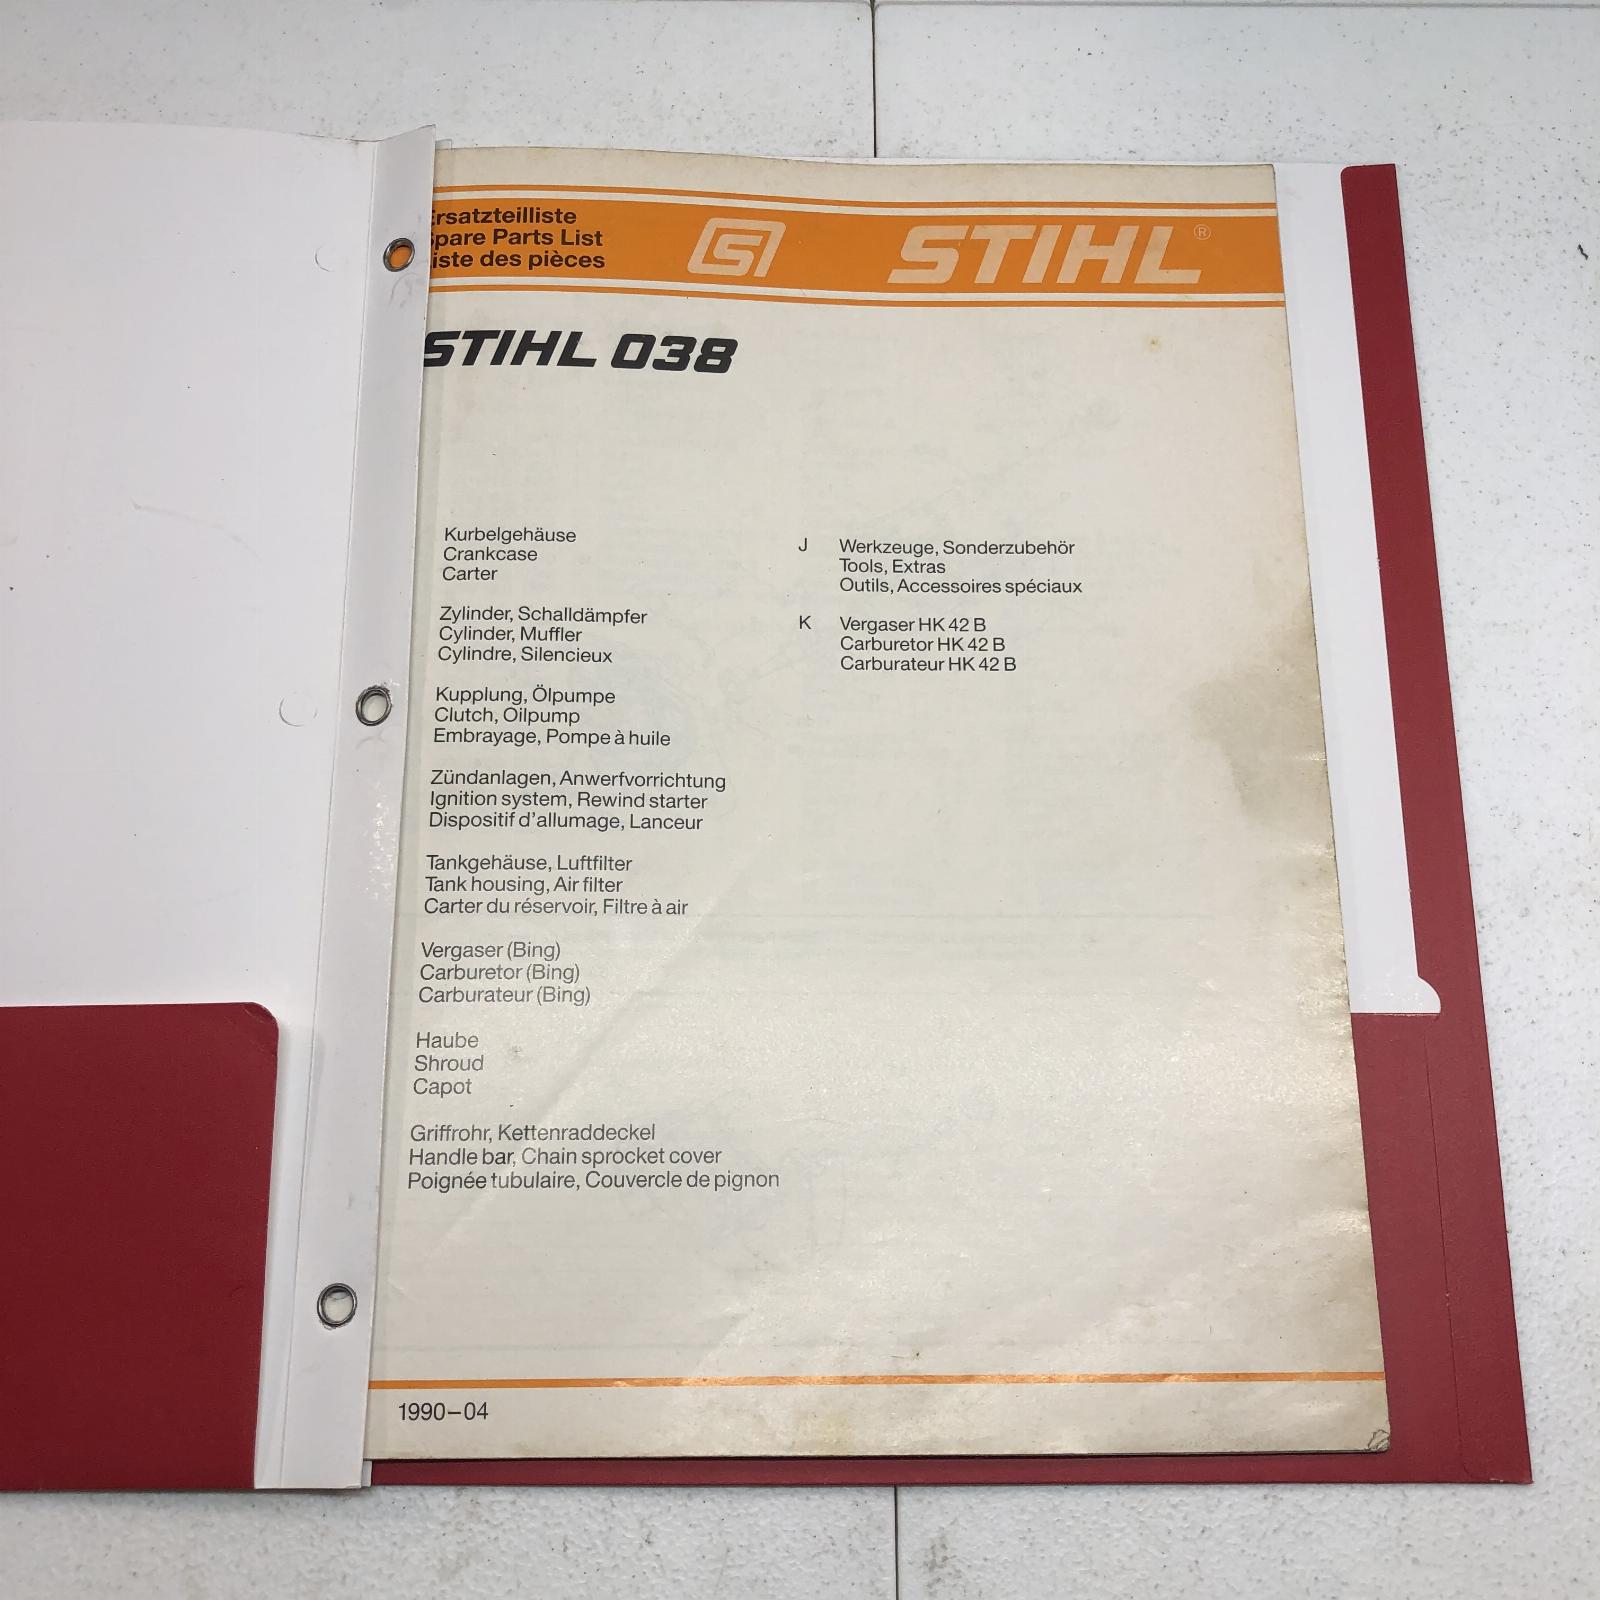 Ersatzteilliste
Spare Parts List
Liste des pièces
STIHL®
STIHL 038
Kurbelgehäuse
Crankcase
Carter
Zylinder, Schalldämpfer
Cylinder, Muffler
Cylindre, Silencieux
Kupplung, Ölpumpe
Clutch, Oilpump
Embrayage, Pompe à huile
Zündanlagen, Anwerfvorrichtung
Ignition system, Rewind starter
Dispositif d'allumage, Lanceur
Tankgehäuse, Luftfilter
Tank housing, Air filter
Carter du réservoir, Filtre à air
Vergaser (Bing)
Carburetor (Bing)
Carburateur (Bing)
Haube
Shroud
Capot
Griffrohr, Kettenraddeckel
Handle bar, Chain sprocket cover
Poignée tubulaire, Couvercle de pignon
J Werkzeuge, Sonderzubehör
Tools, Extras
Outils, Accessoires spéciaux
K Vergaser HK 42 B
Carburetor HK 42 B
Carburateur HK 42 B
1990–04